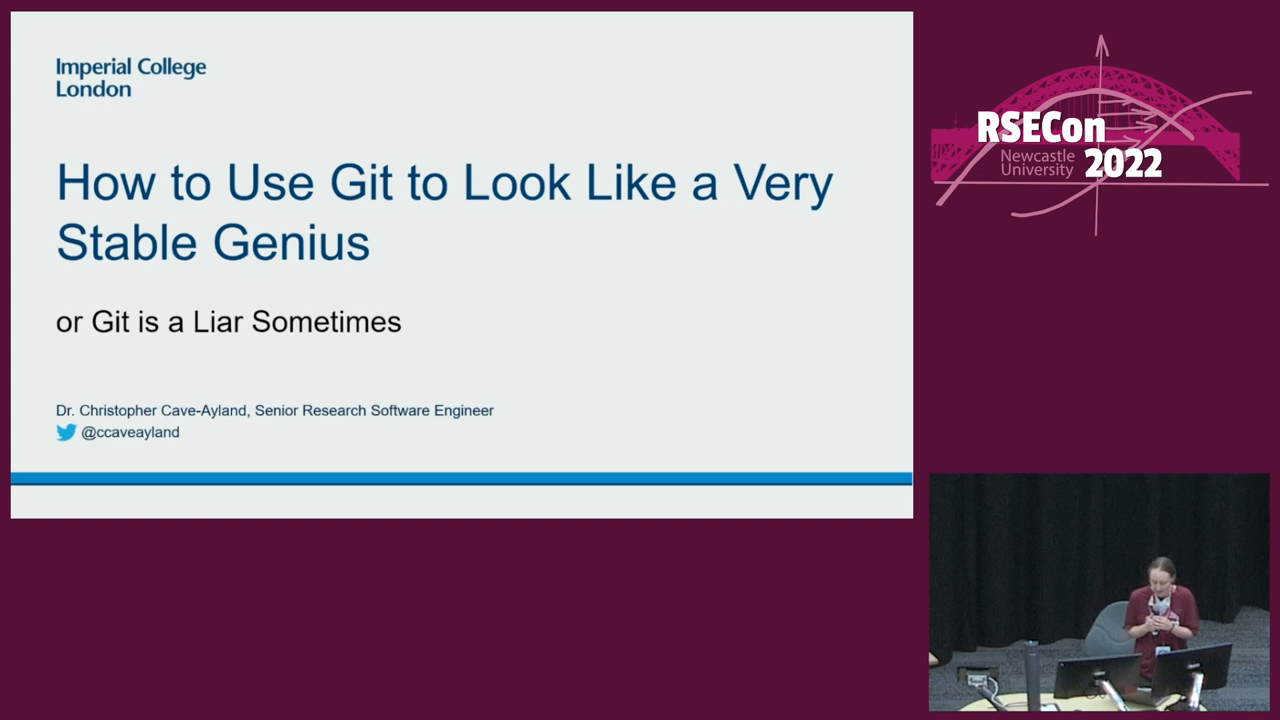 Imperial College
London
How to Use Git to Look Like a Very
Stable Genius
or Git is a Liar Sometimes
Dr. Christopher Cave-Ayland, Senior Research Software Engineer
@ccaveayland
RSECon
Newcastle
University
2022